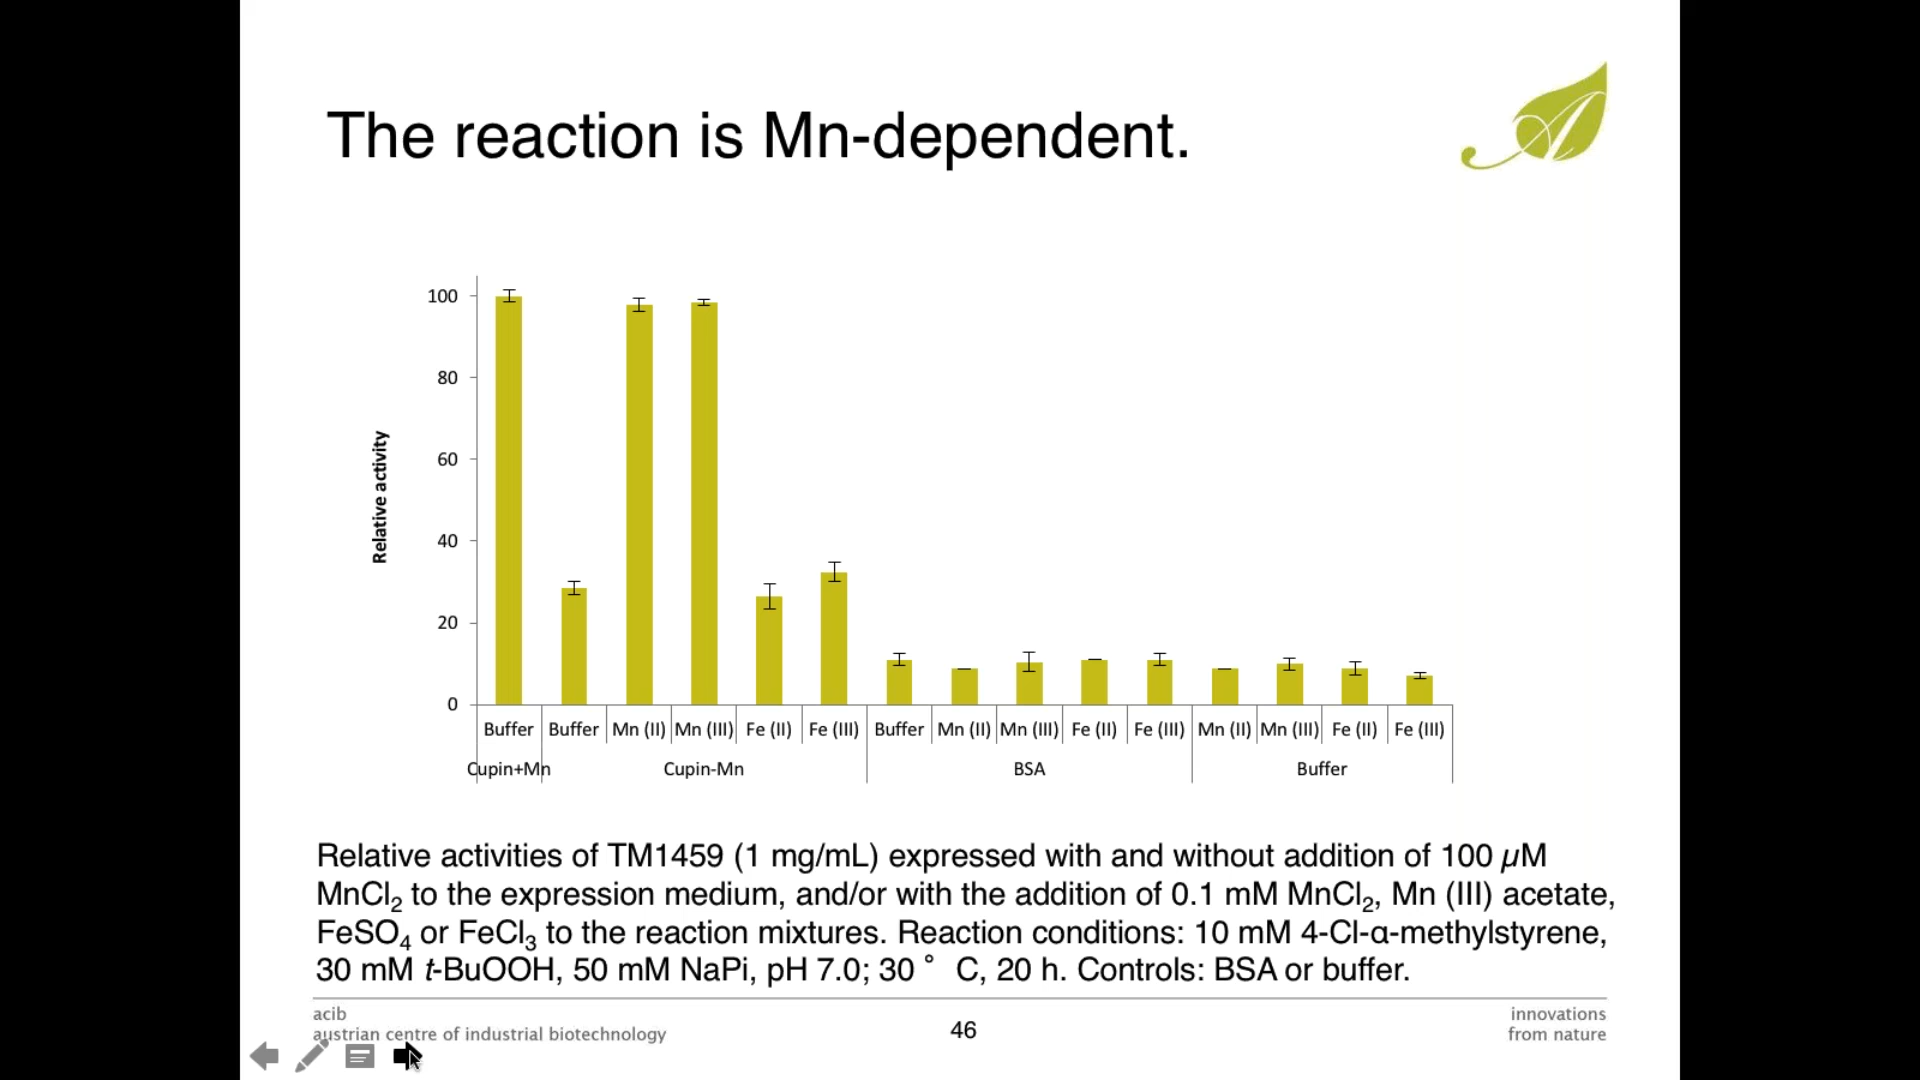 The reaction is Mn-dependent.
100
80
60
40
20
0
Relative activity
Buffer Buffer Mn (II) Mn (III) Fe (II) Fe (III) Buffer Mn (II) Mn (III) Fe (II) Fe (III) Mn (II) Mn (III) Fe (II) Fe (III)
Cupin+Mn Cupin-Mn BSA Buffer
Relative activities of TM1459 (1 mg/mL) expressed with and without addition of 100 µM
MnCl₂ to the expression medium, and/or with the addition of 0.1 mM MnCl₂, Mn (III) acetate,
FeSO₄ or FeCl₃ to the reaction mixtures. Reaction conditions: 10 mM 4-Cl-α-methylstyrene,
30 mM t-BuOOH, 50 mM NaPi, pH 7.0; 30 ° C, 20 h. Controls: BSA or buffer.
acib
austrian centre of industrial biotechnology
46
innovations
from nature